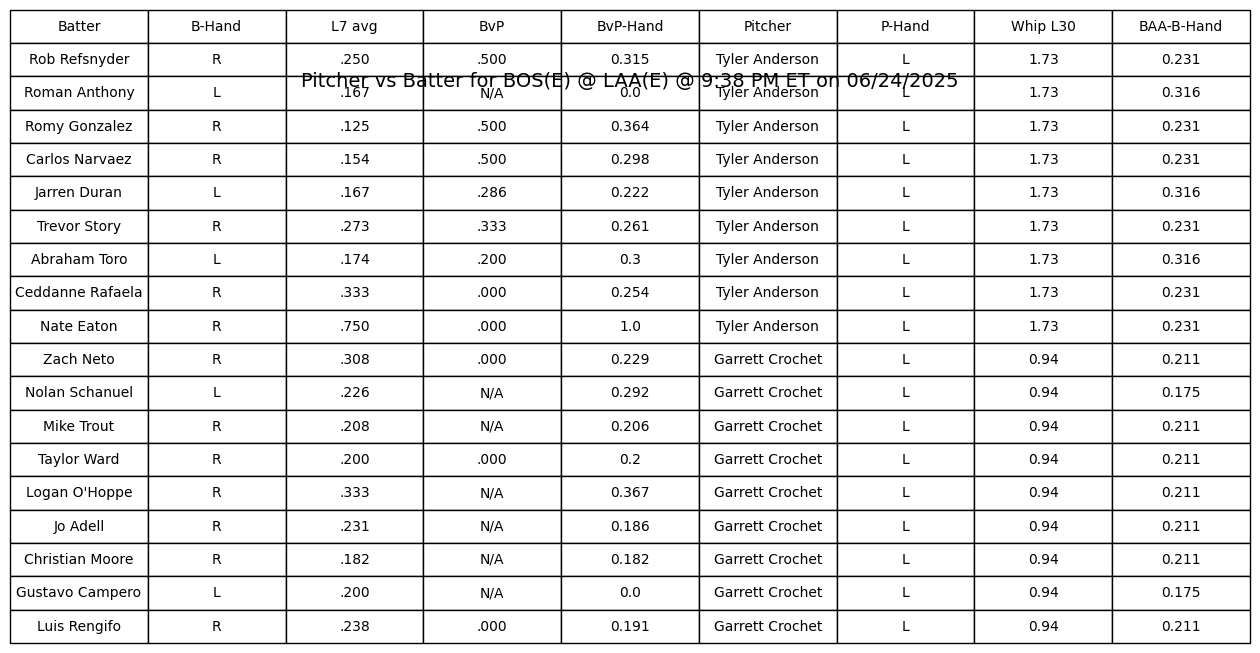 Batter B-Hand L7 avg BvP BvP-Hand Pitcher P-Hand Whip L30 BAA-B-Hand
Rob Refsnyder R .250 .500 0.315 Tyler Anderson L 1.73 0.231
Pitcher vs Batter for BOS(E) @ LAA(E) @ 9:38 PM ET on 06/24/2025
Roman Anthony L .167 N/A 0.0 Tyler Anderson L 1.73 0.316
Romy Gonzalez R .125 .500 0.364 Tyler Anderson L 1.73 0.231
Carlos Narvaez R .154 .500 0.298 Tyler Anderson L 1.73 0.231
Jarren Duran L .167 .286 0.222 Tyler Anderson L 1.73 0.316
Trevor Story R .273 .333 0.261 Tyler Anderson L 1.73 0.231
Abraham Toro L .174 .200 0.3 Tyler Anderson L 1.73 0.316
Ceddanne Rafaela R .333 .000 0.254 Tyler Anderson L 1.73 0.231
Nate Eaton R .750 .000 1.0 Tyler Anderson L 1.73 0.231
Zach Neto R .308 .000 0.229 Garrett Crochet L 0.94 0.211
Nolan Schanuel L .226 N/A 0.292 Garrett Crochet L 0.94 0.175
Mike Trout R .208 N/A 0.206 Garrett Crochet L 0.94 0.211
Taylor Ward R .200 .000 0.2 Garrett Crochet L 0.94 0.211
Logan O'Hoppe R .333 N/A 0.367 Garrett Crochet L 0.94 0.211
Jo Adell R .231 N/A 0.186 Garrett Crochet L 0.94 0.211
Christian Moore R .182 N/A 0.182 Garrett Crochet L 0.94 0.211
Gustavo Campero L .200 N/A 0.0 Garrett Crochet L 0.94 0.175
Luis Rengifo R .238 .000 0.191 Garrett Crochet L 0.94 0.211